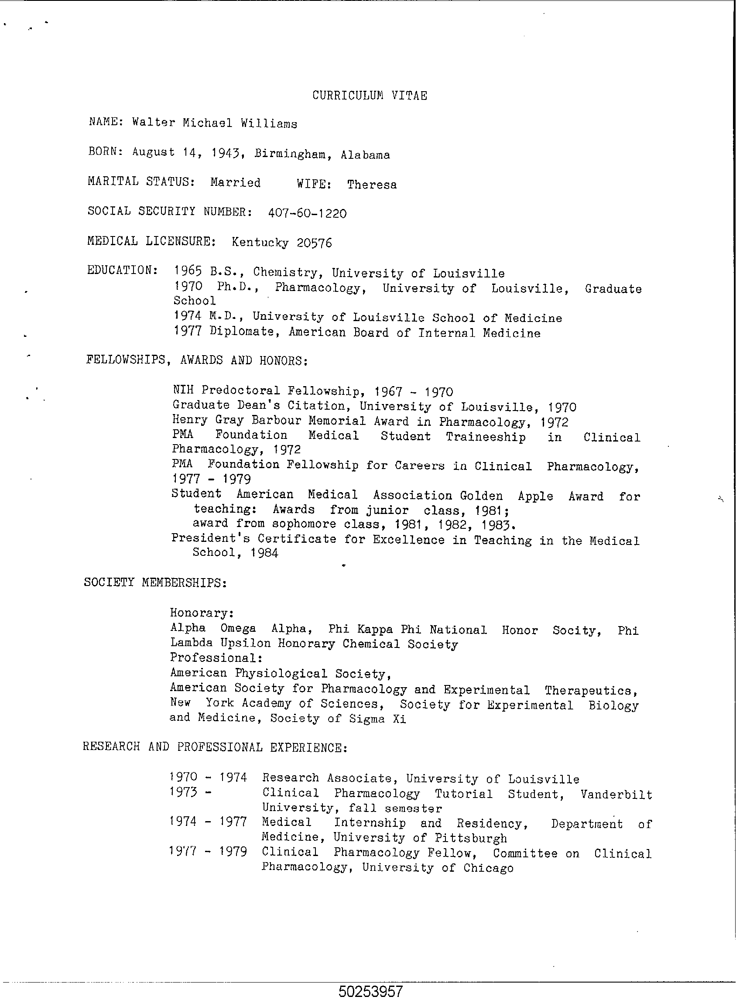 CURRICULUM VITAE
NAME: Walter Michael Williams
BORN: August 14, 1943, Birmingham, Alabama
MARITAL STATUS: Married WIFE: Theresa
SOCIAL SECURITY NUMBER: 407-60-1220
MEDICAL LICENSURE: Kentucky 20576
EDUCATION: 1965 B.S., Chemistry, University of Louisville
1970 Ph.D., Pharmacology, University of Louisville, Graduate
School
1974 M.D., University of Louisville School of Medicine
1977 Diplomate, American Board of Internal Medicine
FELLOWSHIPS, AWARDS AND HONORS:
NIH Predoctoral Fellowship, 1967 - 1970
Graduate Dean's Citation, University of Louisville, 1970
Henry Gray Barbour Memorial Award in Pharmacology, 1972
PMA Foundation Medical Student Traineeship in Clinical
Pharmacology, 1972
PMA Foundation Fellowship for Careers in Clinical Pharmacology,
1977 - 1979
Student American Medical Association Golden Apple Award for
teaching: Awards from junior class, 1981;
award from sophomore class, 1981, 1982, 1983.
President's Certificate for Excellence in Teaching in the Medical
School, 1984
SOCIETY MEMBERSHIPS:
Honorary:
Alpha Omega Alpha, Phi Kappa Phi National Honor Socity, Phi
Lambda Upsilon Honorary Chemical Society
Professional:
American Physiological Society,
American Society for Pharmacology and Experimental Therapeutics,
New York Academy of Sciences, Society for Experimental Biology
and Medicine, Society of Sigma Xi
RESEARCH AND PROFESSIONAL EXPERIENCE:
1970 - 1974 Research Associate, University of Louisville
1973 - Clinical Pharmacology Tutorial Student, Vanderbilt
University, fall semester
1974 - 1977 Medical Internship and Residency, Department of
Medicine, University of Pittsburgh
1977 - 1979 Clinical Pharmacology Fellow, Committee on Clinical
Pharmacology, University of Chicago
50253957